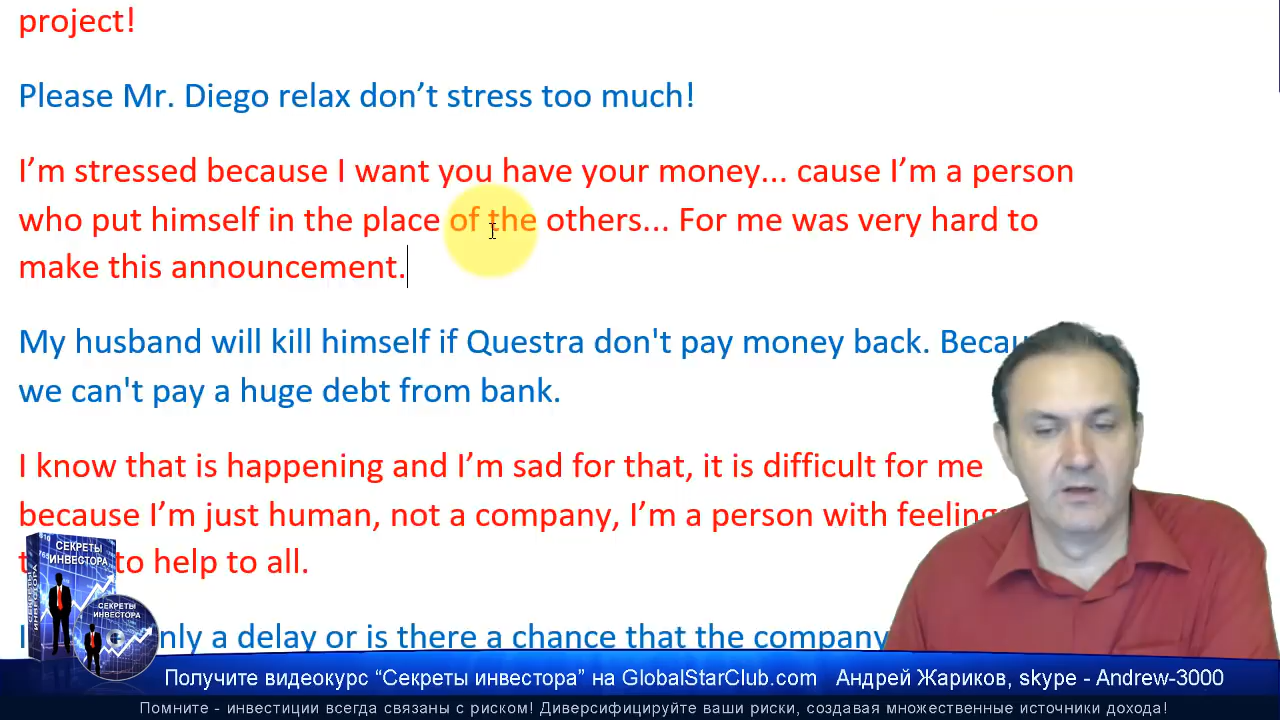 project!
Please Mr. Diego relax don’t stress too much!
I’m stressed because I want you have your money... cause I’m a person
who put himself in the place of the others... For me was very hard to
make this announcement.
My husband will kill himself if Questra don't pay money back.
we can't pay a huge debt from bank.
I know that is happening and I’m sad for that, it is difficult for me
because I’m just human, not a company, I’m a person with
to help to all.
a delay or is there a chance that the company
СЕКРЕТЫ
ИНВЕСТОРА
СЕКРЕТЫ
ИНВЕСТОРА
Получите видеокурс “Секреты инвестора” на GlobalStarClub.com Андрей Жариков, skype - Andrew-3000
Помните - инвестиции всегда связаны с риском! Диверсифицируйте ваши риски, создавая множественные источники дохода!